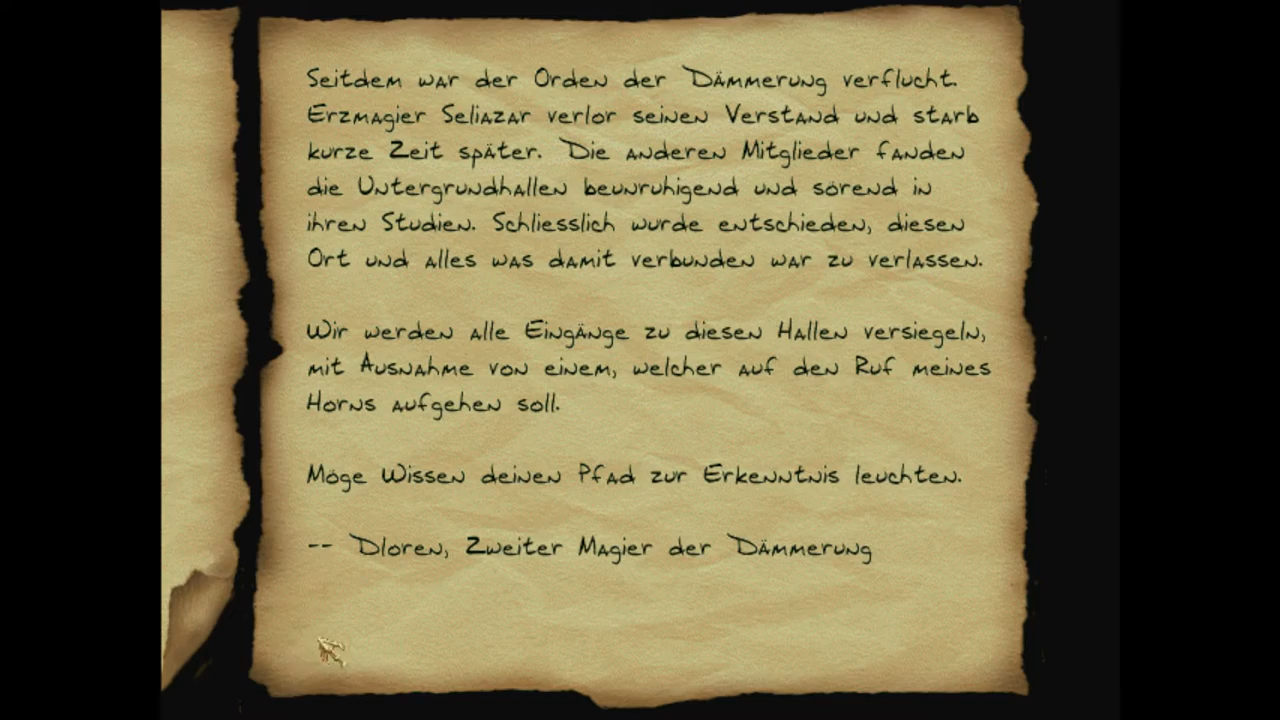 Seitdem war der Orden der Dämmerung verflucht.
Erzmagier Seliazar verlor seinen Verstand und starb
kurze Zeit später. Die anderen Mitglieder fanden
die Untergrundhallen beunruhigend und sörend in
ihren Studien. Schliesslich wurde entschieden, diesen
Ort und alles was damit verbunden war zu verlassen.
Wir werden alle Eingänge zu diesen Hallen versiegeln,
mit Ausnahme von einem, welcher auf den Ruf meines
Horns aufgehen soll.
Möge Wissen deinen Pfad zur Erkenntnis leuchten.
-- Dloren, Zweiter Magier der Dämmerung